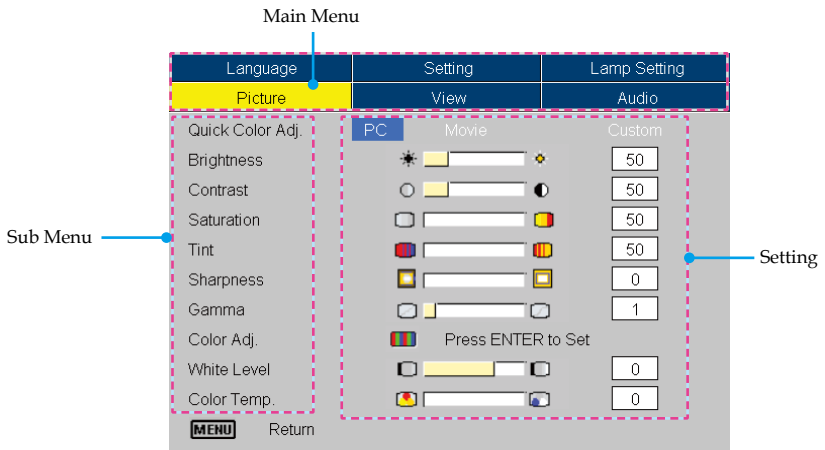 Main Menu
Language Setting Lamp Setting
Picture View Audio
Quick Color Adj. PC Movie Custom
Brightness 50
Contrast 50
Saturation 50
Sub Menu
Tint 50
Setting
Sharpness 0
Gamma 1
Color Adj. Press ENTER to Set
White Level 0
Color Temp. 0
MENU Return